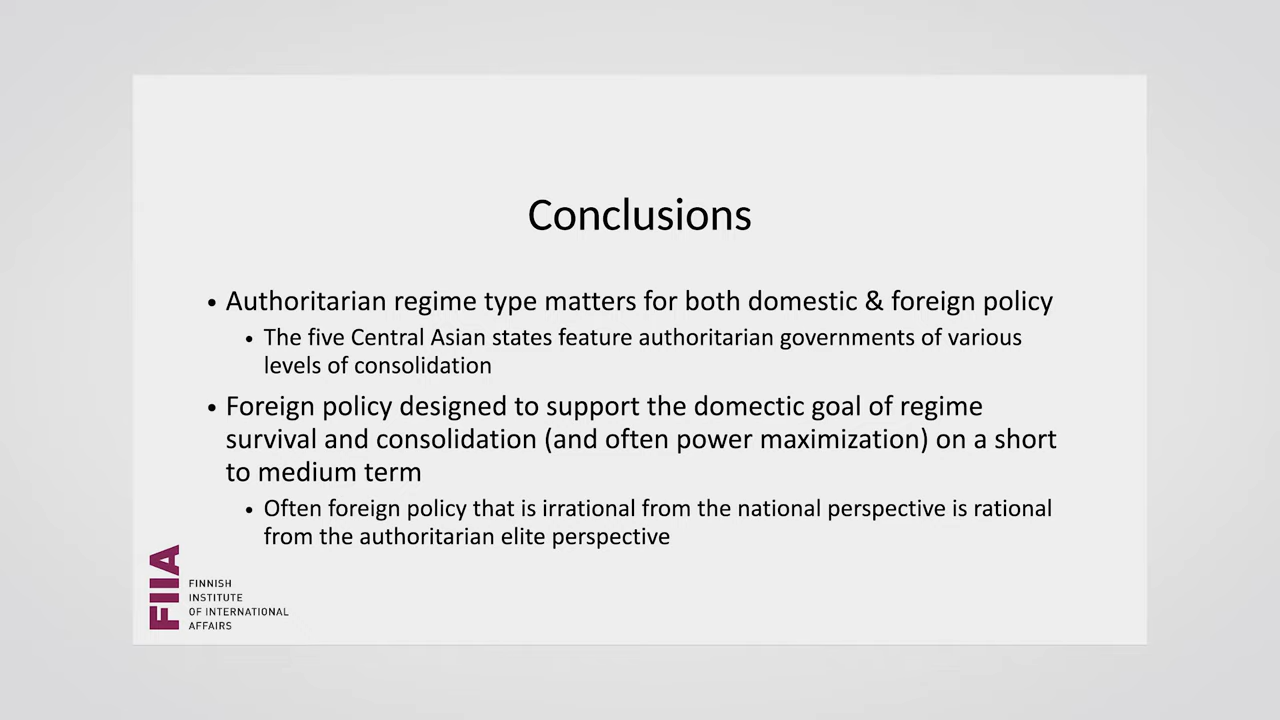 Conclusions
• Authoritarian regime type matters for both domestic & foreign policy
• The five Central Asian states feature authoritarian governments of various
levels of consolidation
• Foreign policy designed to support the domectic goal of regime
survival and consolidation (and often power maximization) on a short
to medium term
• Often foreign policy that is irrational from the national perspective is rational
from the authoritarian elite perspective
FIIA
FINNISH
INSTITUTE
OF INTERNATIONAL
AFFAIRS